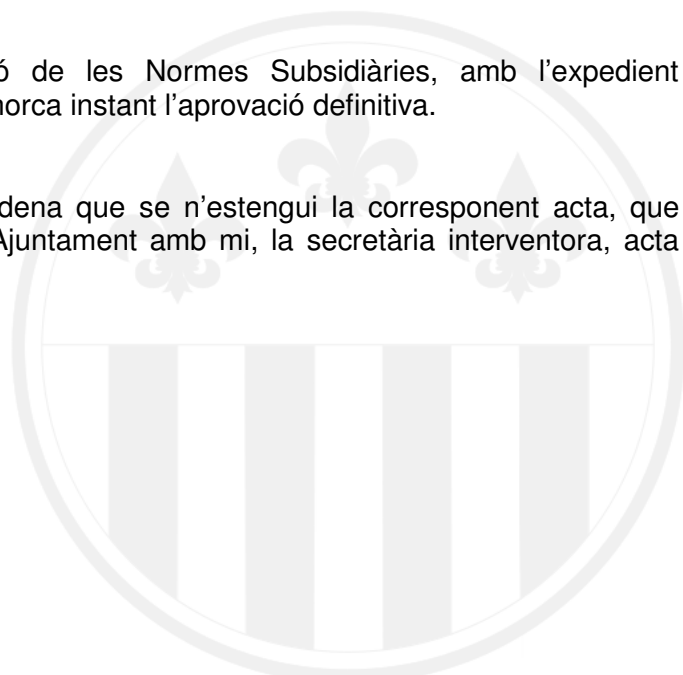 ó de les Normes Subsidiàries, amb l'expedient
orca instant l'aprovació definitiva.
dena que se n'estengui la corresponent acta, que
Ajuntament amb mi, la secretària interventora, acta